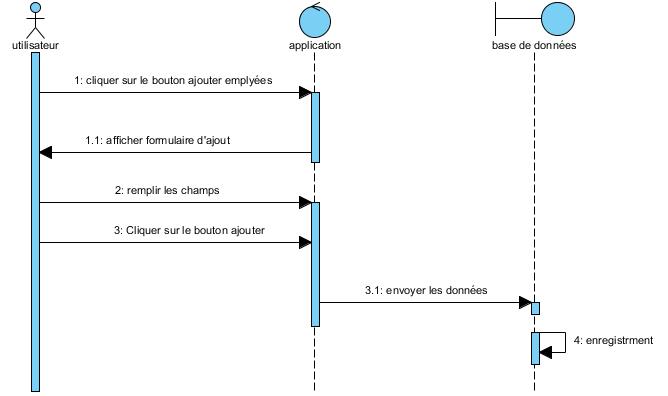 utilisateur
application
base de données
1: cliquer sur le bouton ajouter emplyées
1.1: afficher formulaire d'ajout
2: remplir les champs
3: Cliquer sur le bouton ajouter
3.1: envoyer les données
4: enregistrment